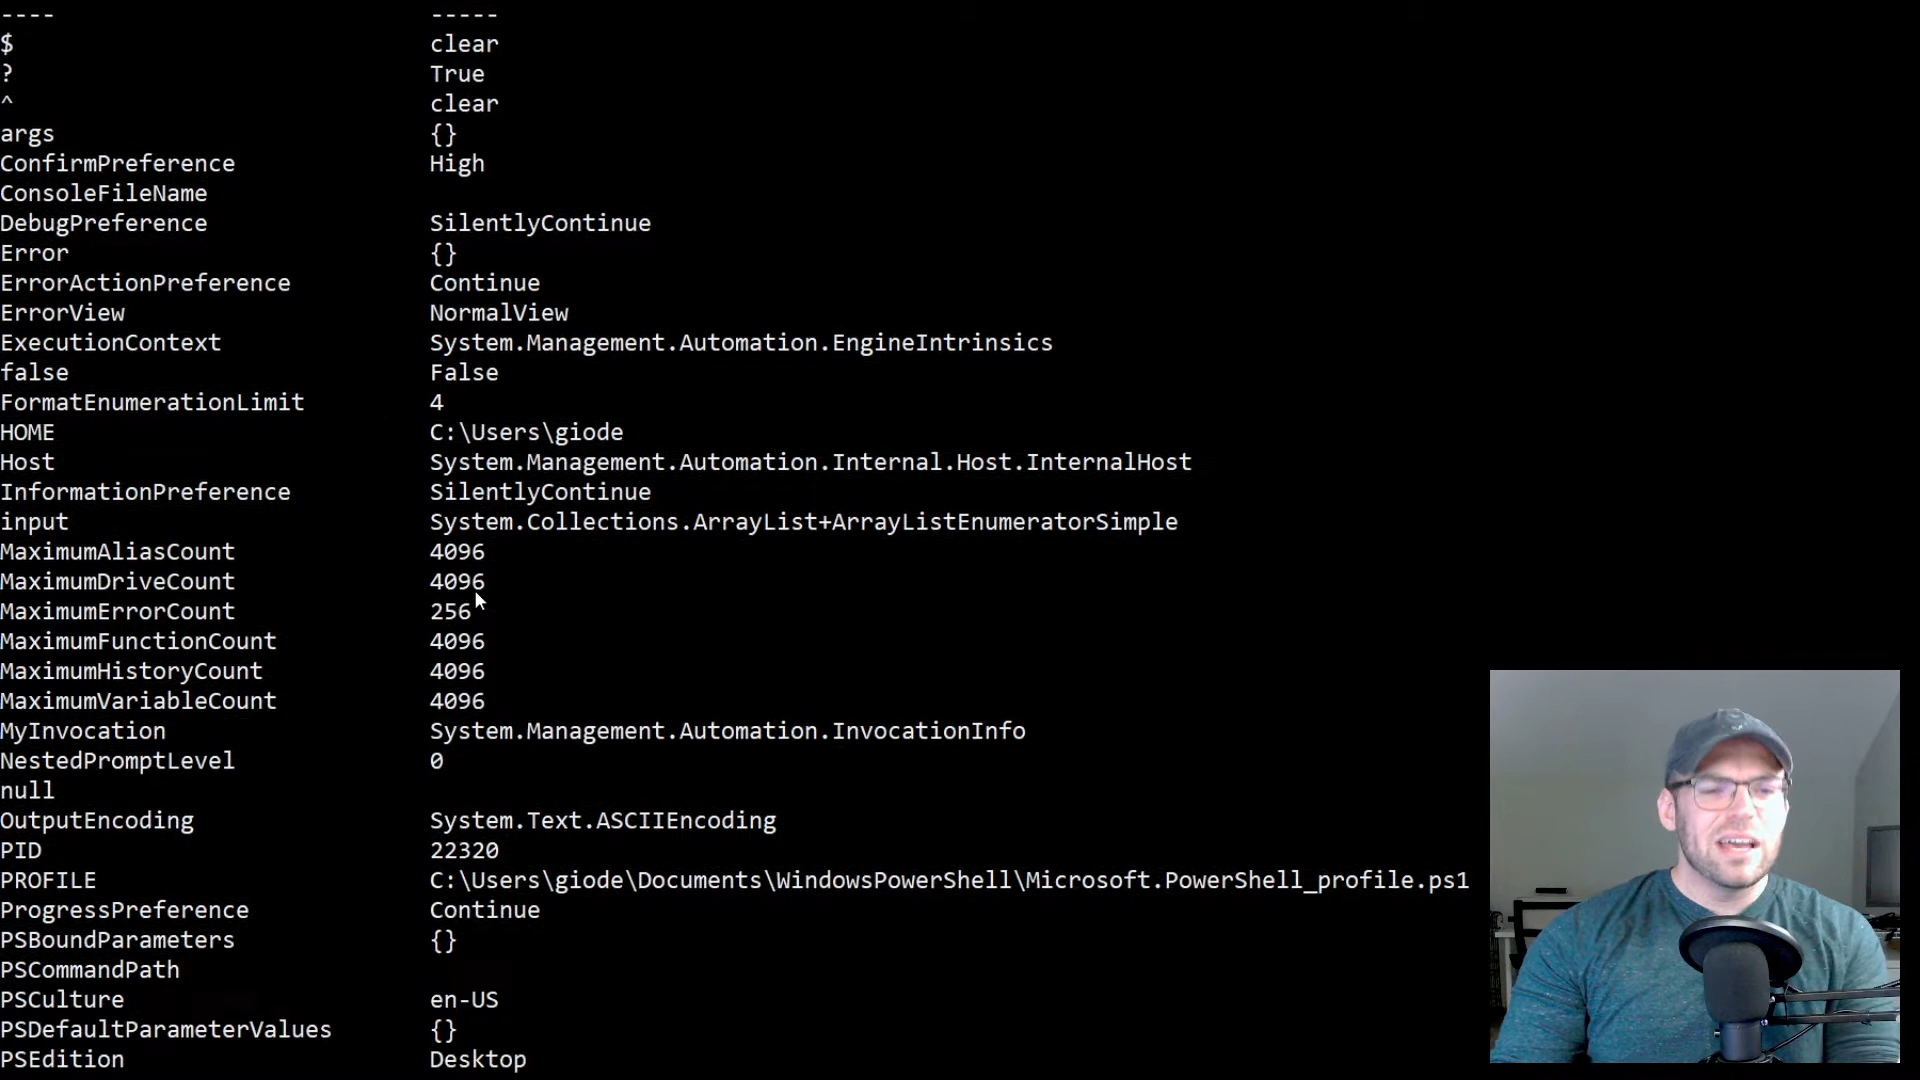 ---- -----
$ clear
? True
^ clear
args {}
ConfirmPreference High
ConsoleFileName
DebugPreference SilentlyContinue
Error {}
ErrorActionPreference Continue
ErrorView NormalView
ExecutionContext System.Management.Automation.EngineIntrinsics
false False
FormatEnumerationLimit 4
HOME C:\Users\giode
Host System.Management.Automation.Internal.Host.InternalHost
InformationPreference SilentlyContinue
input System.Collections.ArrayList+ArrayListEnumeratorSimple
MaximumAliasCount 4096
MaximumDriveCount 4096
MaximumErrorCount 256
MaximumFunctionCount 4096
MaximumHistoryCount 4096
MaximumVariableCount 4096
MyInvocation System.Management.Automation.InvocationInfo
NestedPromptLevel 0
null
OutputEncoding System.Text.ASCIIEncoding
PID 22320
PROFILE C:\Users\giode\Documents\WindowsPowerShell\Microsoft.PowerShell_profile.ps1
ProgressPreference Continue
PSBoundParameters {}
PSCommandPath
PSCulture en-US
PSDefaultParameterValues {}
PSEdition Desktop